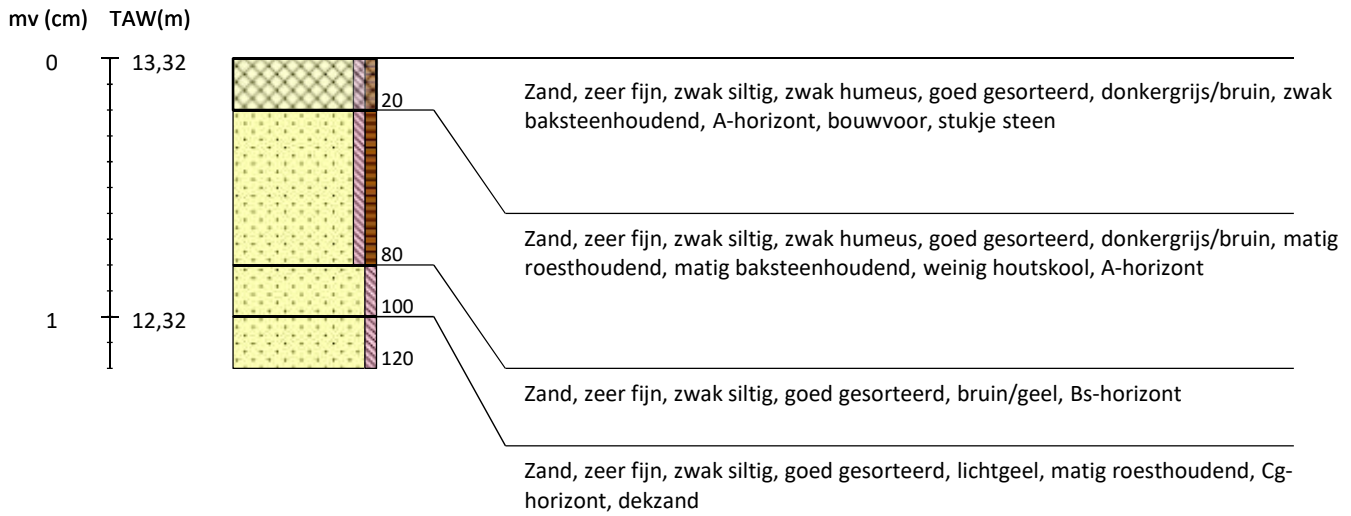 mv (cm) TAW(m)
0 13,32
20
Zand, zeer fijn, zwak siltig, zwak humeus, goed gesorteerd, donkergrijs/bruin, zwak
baksteenhoudend, A-horizont, bouwvoor, stukje steen
80
Zand, zeer fijn, zwak siltig, zwak humeus, goed gesorteerd, donkergrijs/bruin, matig
roesthoudend, matig baksteenhoudend, weinig houtskool, A-horizont
100
1 12,32
120
Zand, zeer fijn, zwak siltig, goed gesorteerd, bruin/geel, Bs-horizont
Zand, zeer fijn, zwak siltig, goed gesorteerd, lichtgeel, matig roesthoudend, Cg-
horizont, dekzand